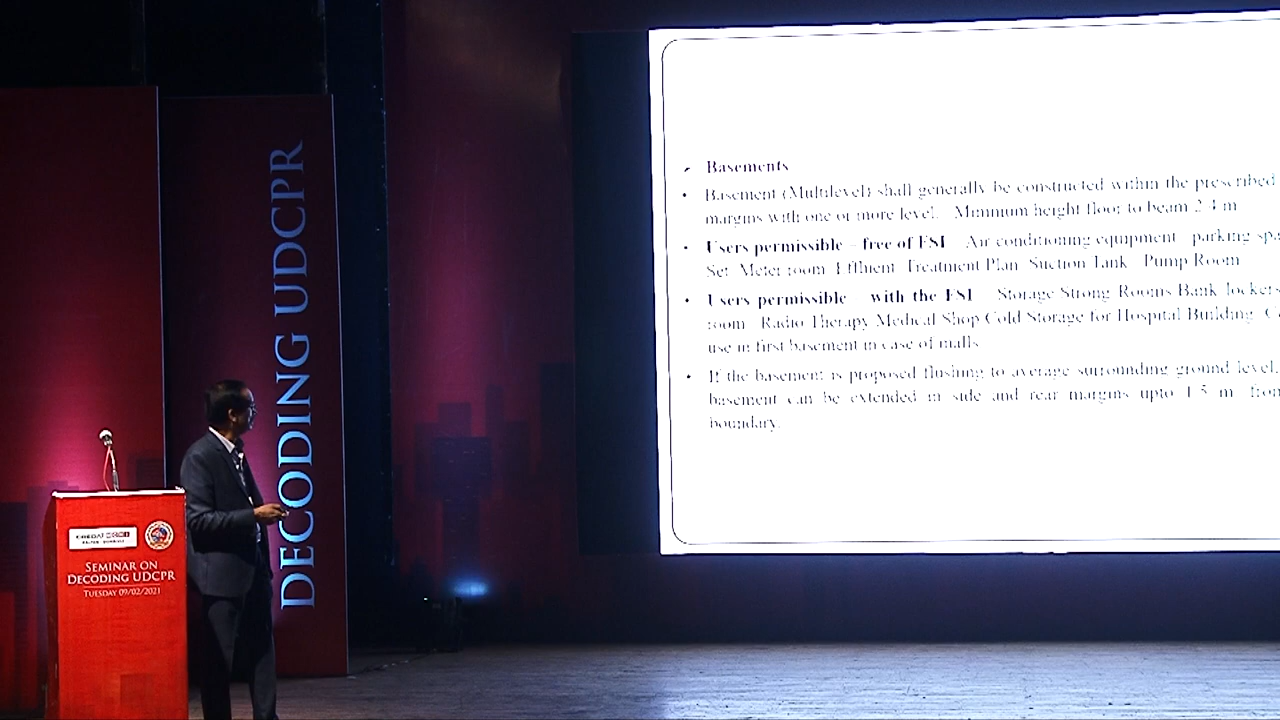 DECODING UDCPR
CREDAI MCHI
SEMINAR ON
DECODING UDCPR
TUESDAY 09/02/2021
Basements
Basement (Multilevel) shall generally be constructed within the prescribed
margins with one or more level. Minimum height floor to beam 2.4 m
Users permissible – free of FSI Air conditioning equipment parking
Set Meter room Effluent Treatment Plan Suction Tank Pump Room
Users permissible – with the FSI Storage Strong Rooms Bank lockers
room Radio Therapy Medical Shop Cold Storage for Hospital Building
use in first basement in case of malls
If the basement is proposed flushing to average surrounding ground level,
basement can be extended in side and rear margins upto 1.5 m from
boundary.